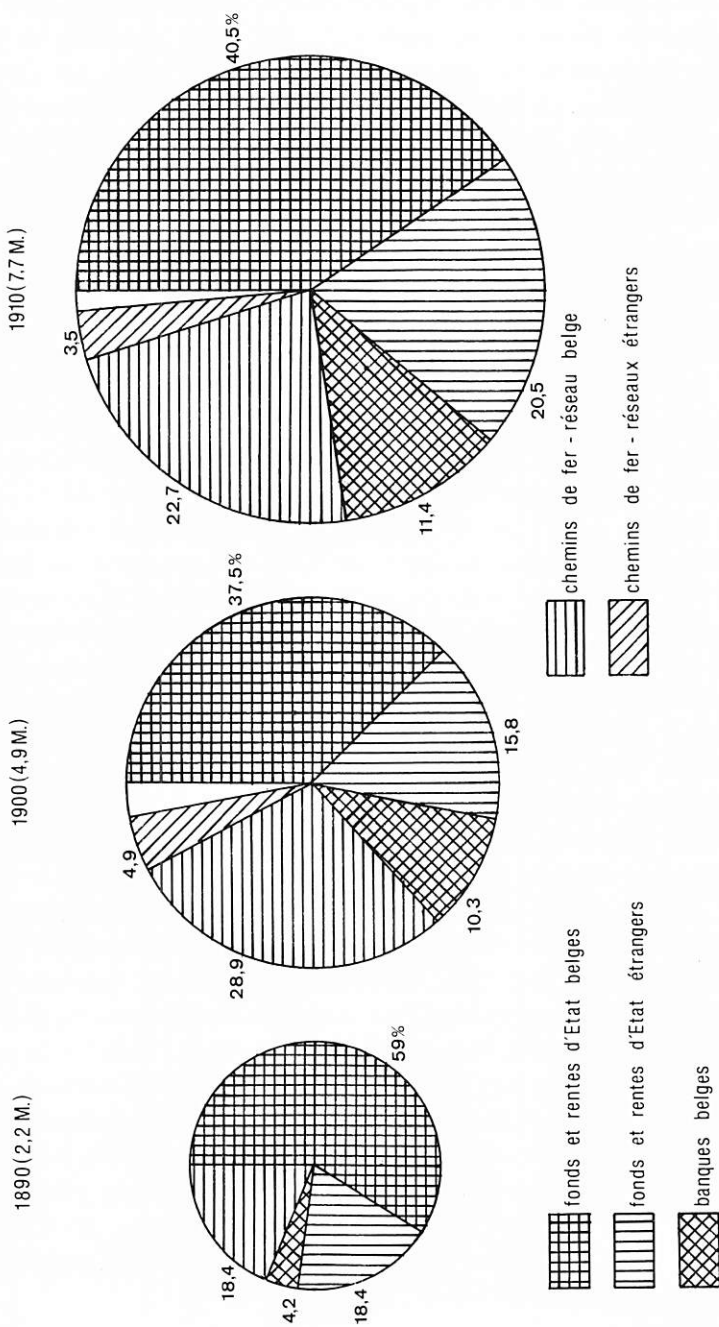 1890 (2,2 M.)
59%
18,4
4,2
18,4
1900 (4,9 M.)
37,5%
15,8
10,3
28,9
4,9
1910 (7.7 M.)
40,5%
20,5
11,4
22,7
3,5
fonds et rentes d'Etat belges
fonds et rentes d'Etat étrangers
banques belges
chemins de fer - réseau belge
chemins de fer - réseaux étrangers